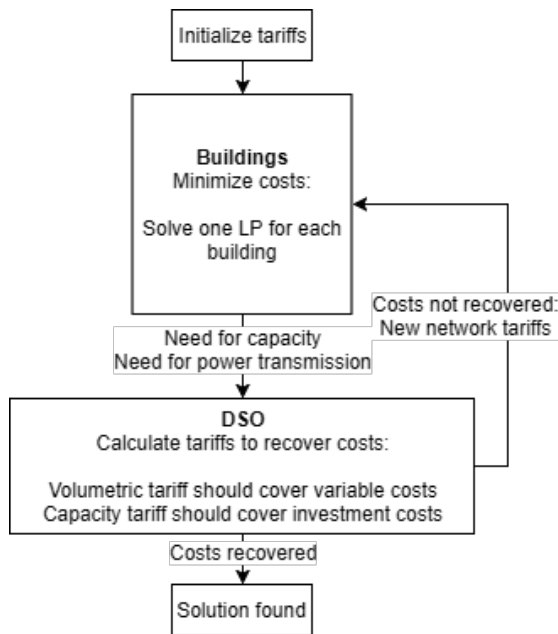 Initialize tariffs
Buildings
Minimize costs:
Solve one LP for each
building
Costs not recovered:
New network tariffs
Need for capacity
Need for power transmission
DSO
Calculate tariffs to recover costs:
Volumetric tariff should cover variable costs
Capacity tariff should cover investment costs
Costs recovered
Solution found